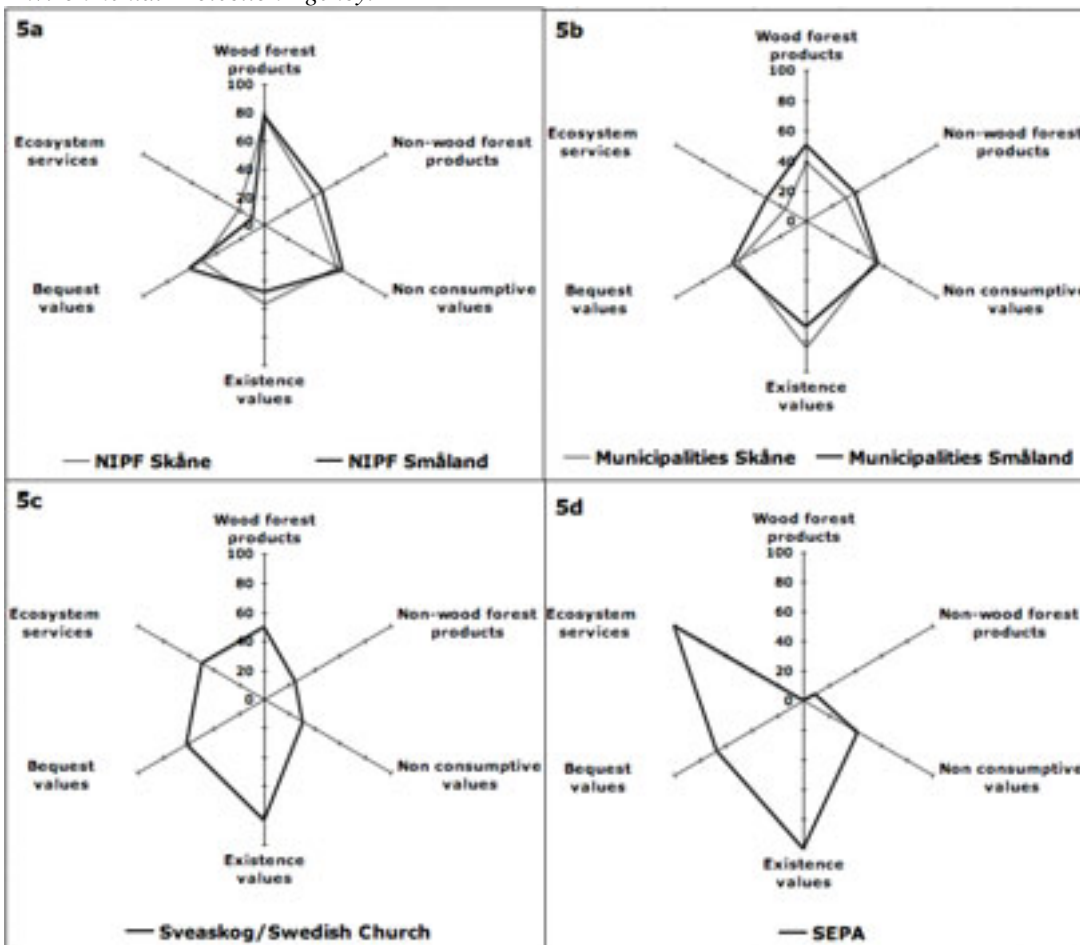 Protection Agency.
5a
Wood forest
products
100
80
60
40
20
Ecosystem
services
Non-wood forest
products
Bequest
values
Non consumptive
values
Existence
values
NIPF Skåne NIPF Småland
5b
Wood forest
products
100
80
60
40
20
0
Ecosystem
services
Non-wood forest
products
Bequest
values
Non consumptive
values
Existence
values
Municipalities Skåne Municipalities Småland
5c
Wood forest
products
100
80
60
40
20
0
Ecosystem
services
Non-wood forest
products
Bequest
values
Non consumptive
values
Existence
values
Sveaskog/Swedish Church
5d
Wood forest
products
100
80
60
40
20
0
Ecosystem
services
Non-wood forest
products
Bequest
values
Non consumptive
values
Existence
values
SEPA